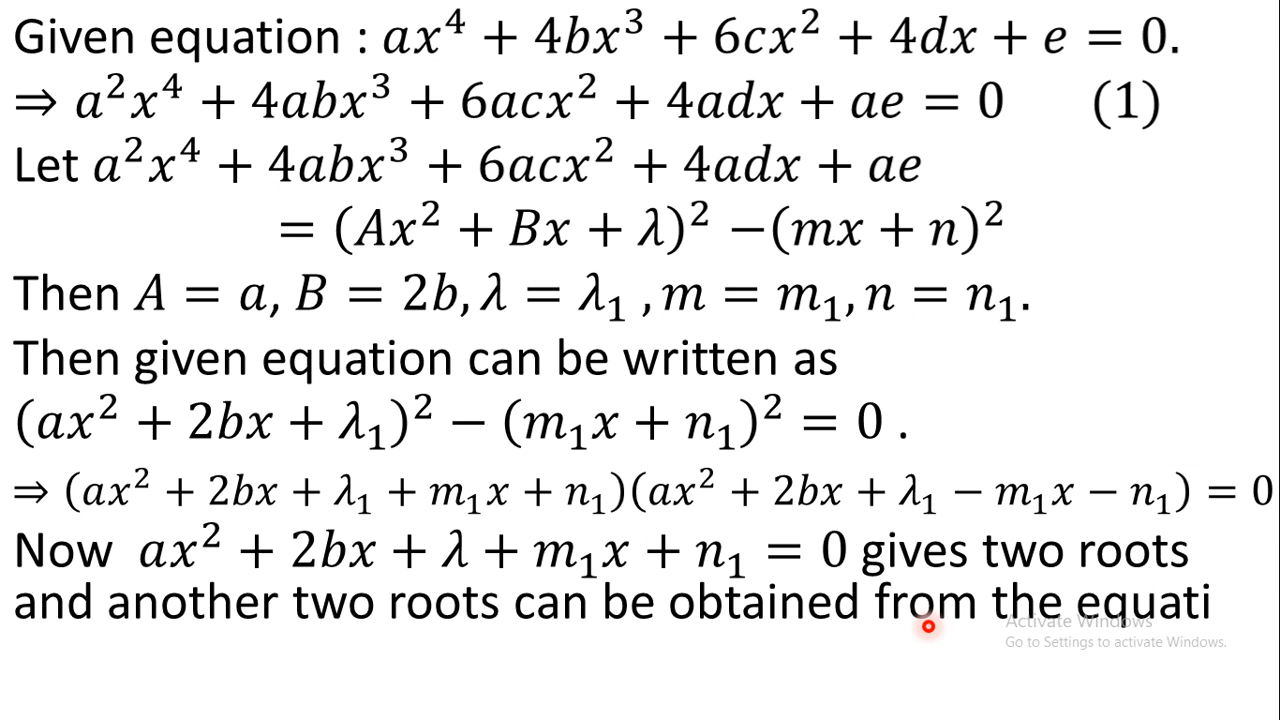 Given equation : ax⁴ + 4bx³ + 6cx² + 4dx + e = 0.
⇒ a²x⁴ + 4abx³ + 6acx² + 4adx + ae = 0 (1)
Let a²x⁴ + 4abx³ + 6acx² + 4adx + ae
= (Ax² + Bx + λ)² −(mx + n)²
Then A = a, B = 2b, λ = λ₁ , m = m₁, n = n₁.
Then given equation can be written as
(ax² + 2bx + λ₁)² − (m₁x + n₁)² = 0 .
⇒ (ax² + 2bx + λ₁ + m₁x + n₁)(ax² + 2bx + λ₁ − m₁x − n₁) = 0
Now ax² + 2bx + λ + m₁x + n₁ = 0 gives two roots
and another two roots can be obtained from the equati
Activate Windows
Go to Settings to activate Windows.